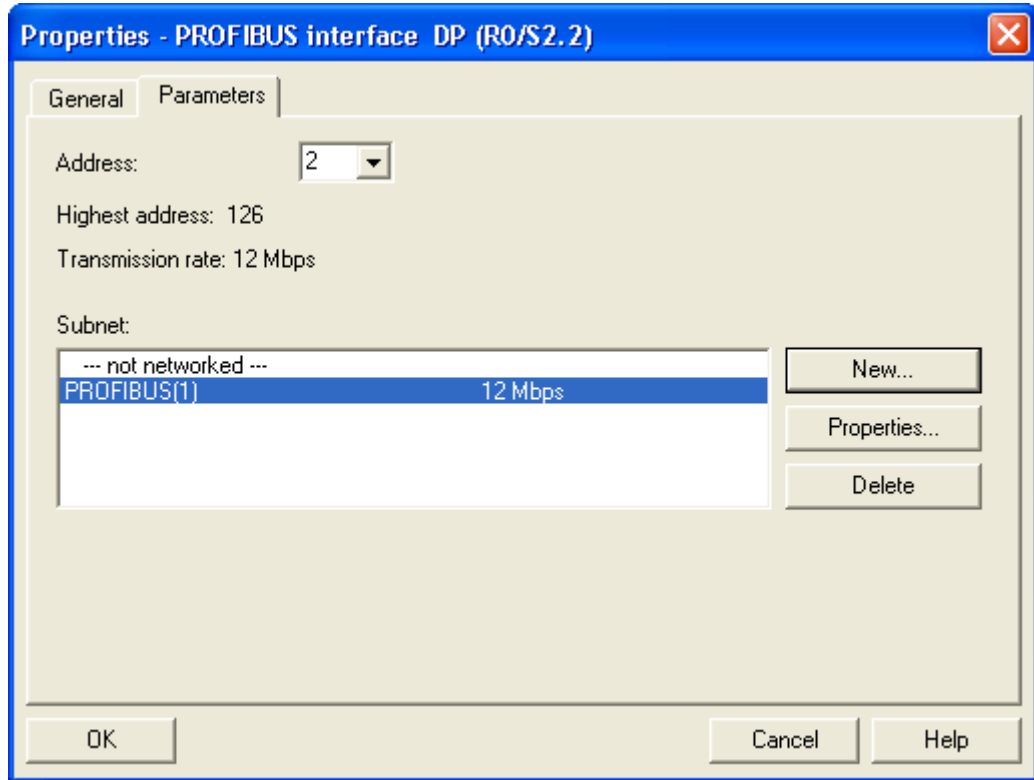 Properties - PROFIBUS interface DP (R0/S2.2)
General Parameters
Address: 2
Highest address: 126
Transmission rate: 12 Mbps
Subnet:
--- not networked ---
PROFIBUS(1) 12 Mbps
New...
Properties...
Delete
OK Cancel Help